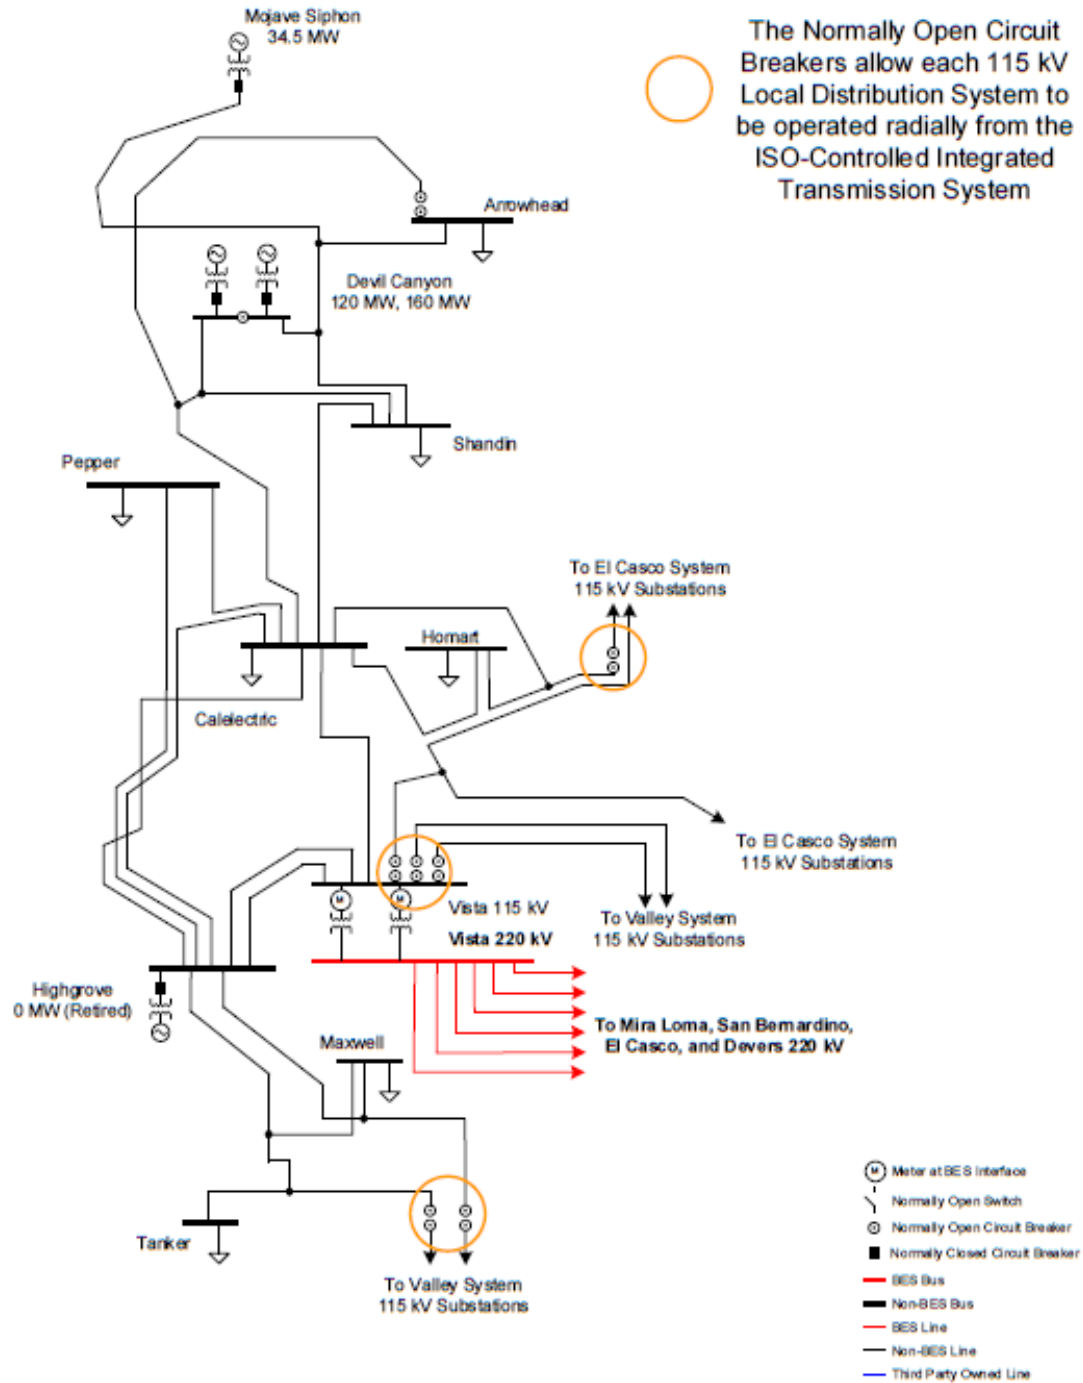 Mojave Siphon
34.5 MW
The Normally Open Circuit
Breakers allow each 115 kV
Local Distribution System to
be operated radially from the
ISO-Controlled Integrated
Transmission System
Arrowhead
Devil Canyon
120 MW, 160 MW
Shandin
Pepper
To El Casco System
115 kV Substations
Homart
Calelectric
To El Casco System
115 kV Substations
Vista 115 kV
Vista 220 kV
To Valley System
115 kV Substations
Highgrove
0 MW (Retired)
To Mira Loma, San Bernardino,
El Casco, and Devers 220 kV
Maxwell
Tanker
To Valley System
115 kV Substations
M
M
M Meter at BES Interface
Normally Open Switch
Normally Open Circuit Breaker
Normally Closed Circuit Breaker
BES Bus
Non-BES Bus
BES Line
Non-BES Line
Third Party Owned Line